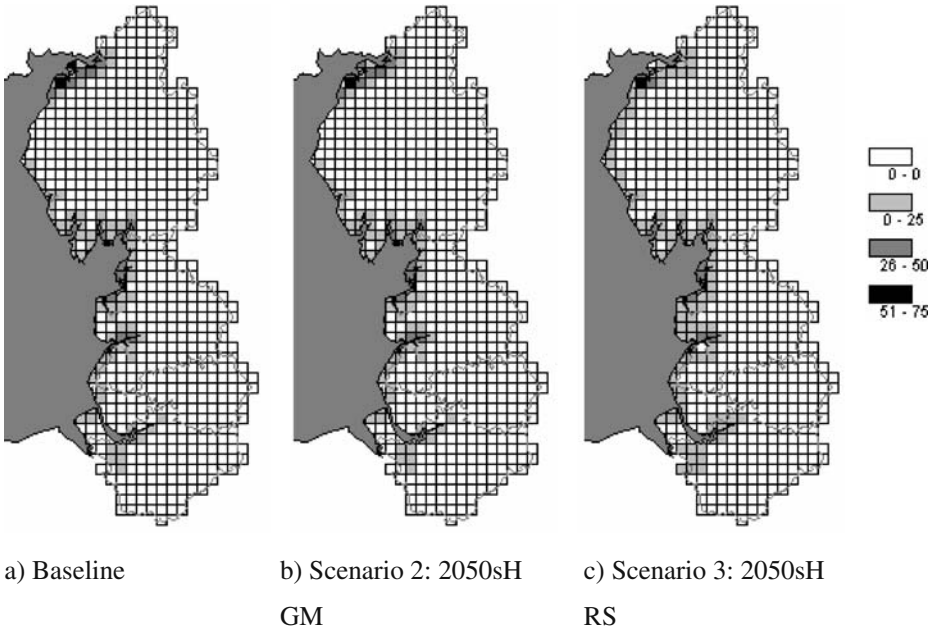 0 - 0
0 - 25
26 - 50
51 - 75
a) Baseline
b) Scenario 2: 2050sH
GM
c) Scenario 3: 2050sH
RS